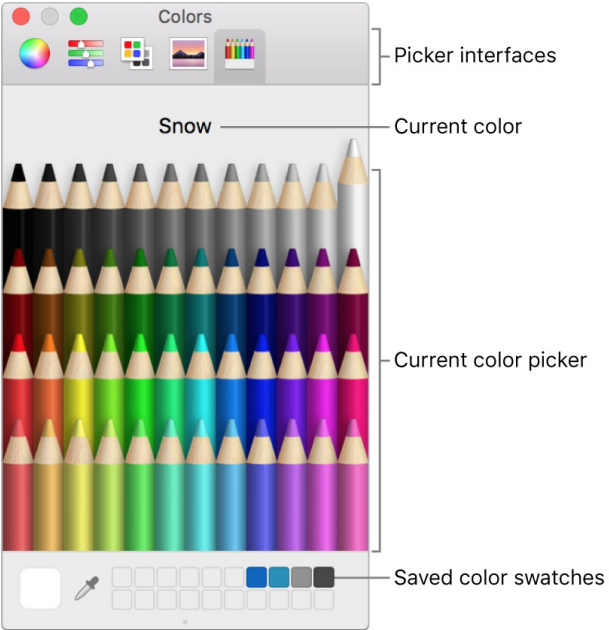 Colors
Picker interfaces
Snow
Current color
Current color picker
Saved color swatches